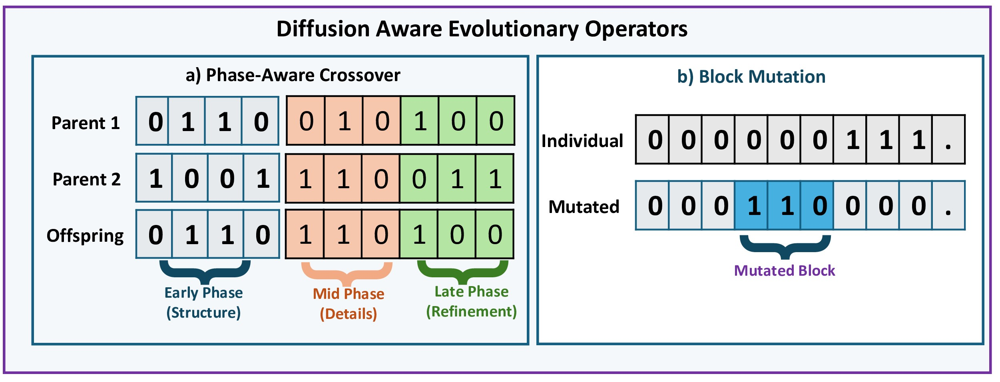 Diffusion Aware Evolutionary Operators
a) Phase-Aware Crossover
Parent 1 0 1 1 0 0 1 0 1 0 0
Parent 2 1 0 0 1 1 1 0 0 1 1
Offspring 0 1 1 0 1 1 0 1 0 0
Early Phase
(Structure)
Mid Phase
(Details)
Late Phase
(Refinement)
b) Block Mutation
Individual 0 0 0 0 0 0 1 1 1 .
Mutated 0 0 0 1 1 0 0 0 0 .
Mutated Block